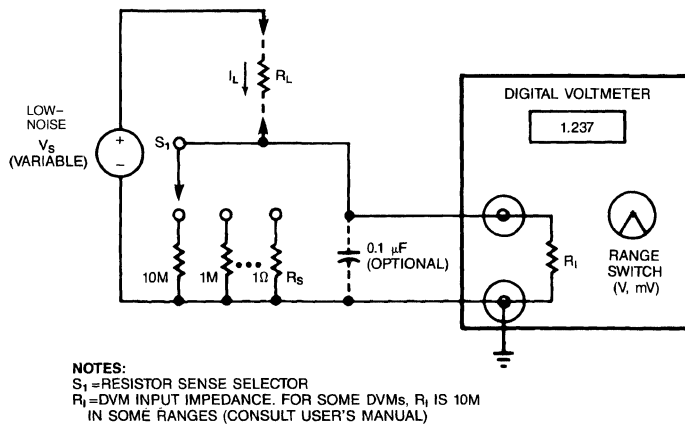 LOW–
NOISE
V_S
(VARIABLE)
+
–
I_L
R_L
S_1
10M
1M
1Ω
R_S
0.1 µF
(OPTIONAL)
DIGITAL VOLTMETER
1.237
R_I
RANGE
SWITCH
(V, mV)
NOTES:
S_1 =RESISTOR SENSE SELECTOR
R_I =DVM INPUT IMPEDANCE. FOR SOME DVMs, R_I IS 10M
IN SOME RANGES (CONSULT USER'S MANUAL)